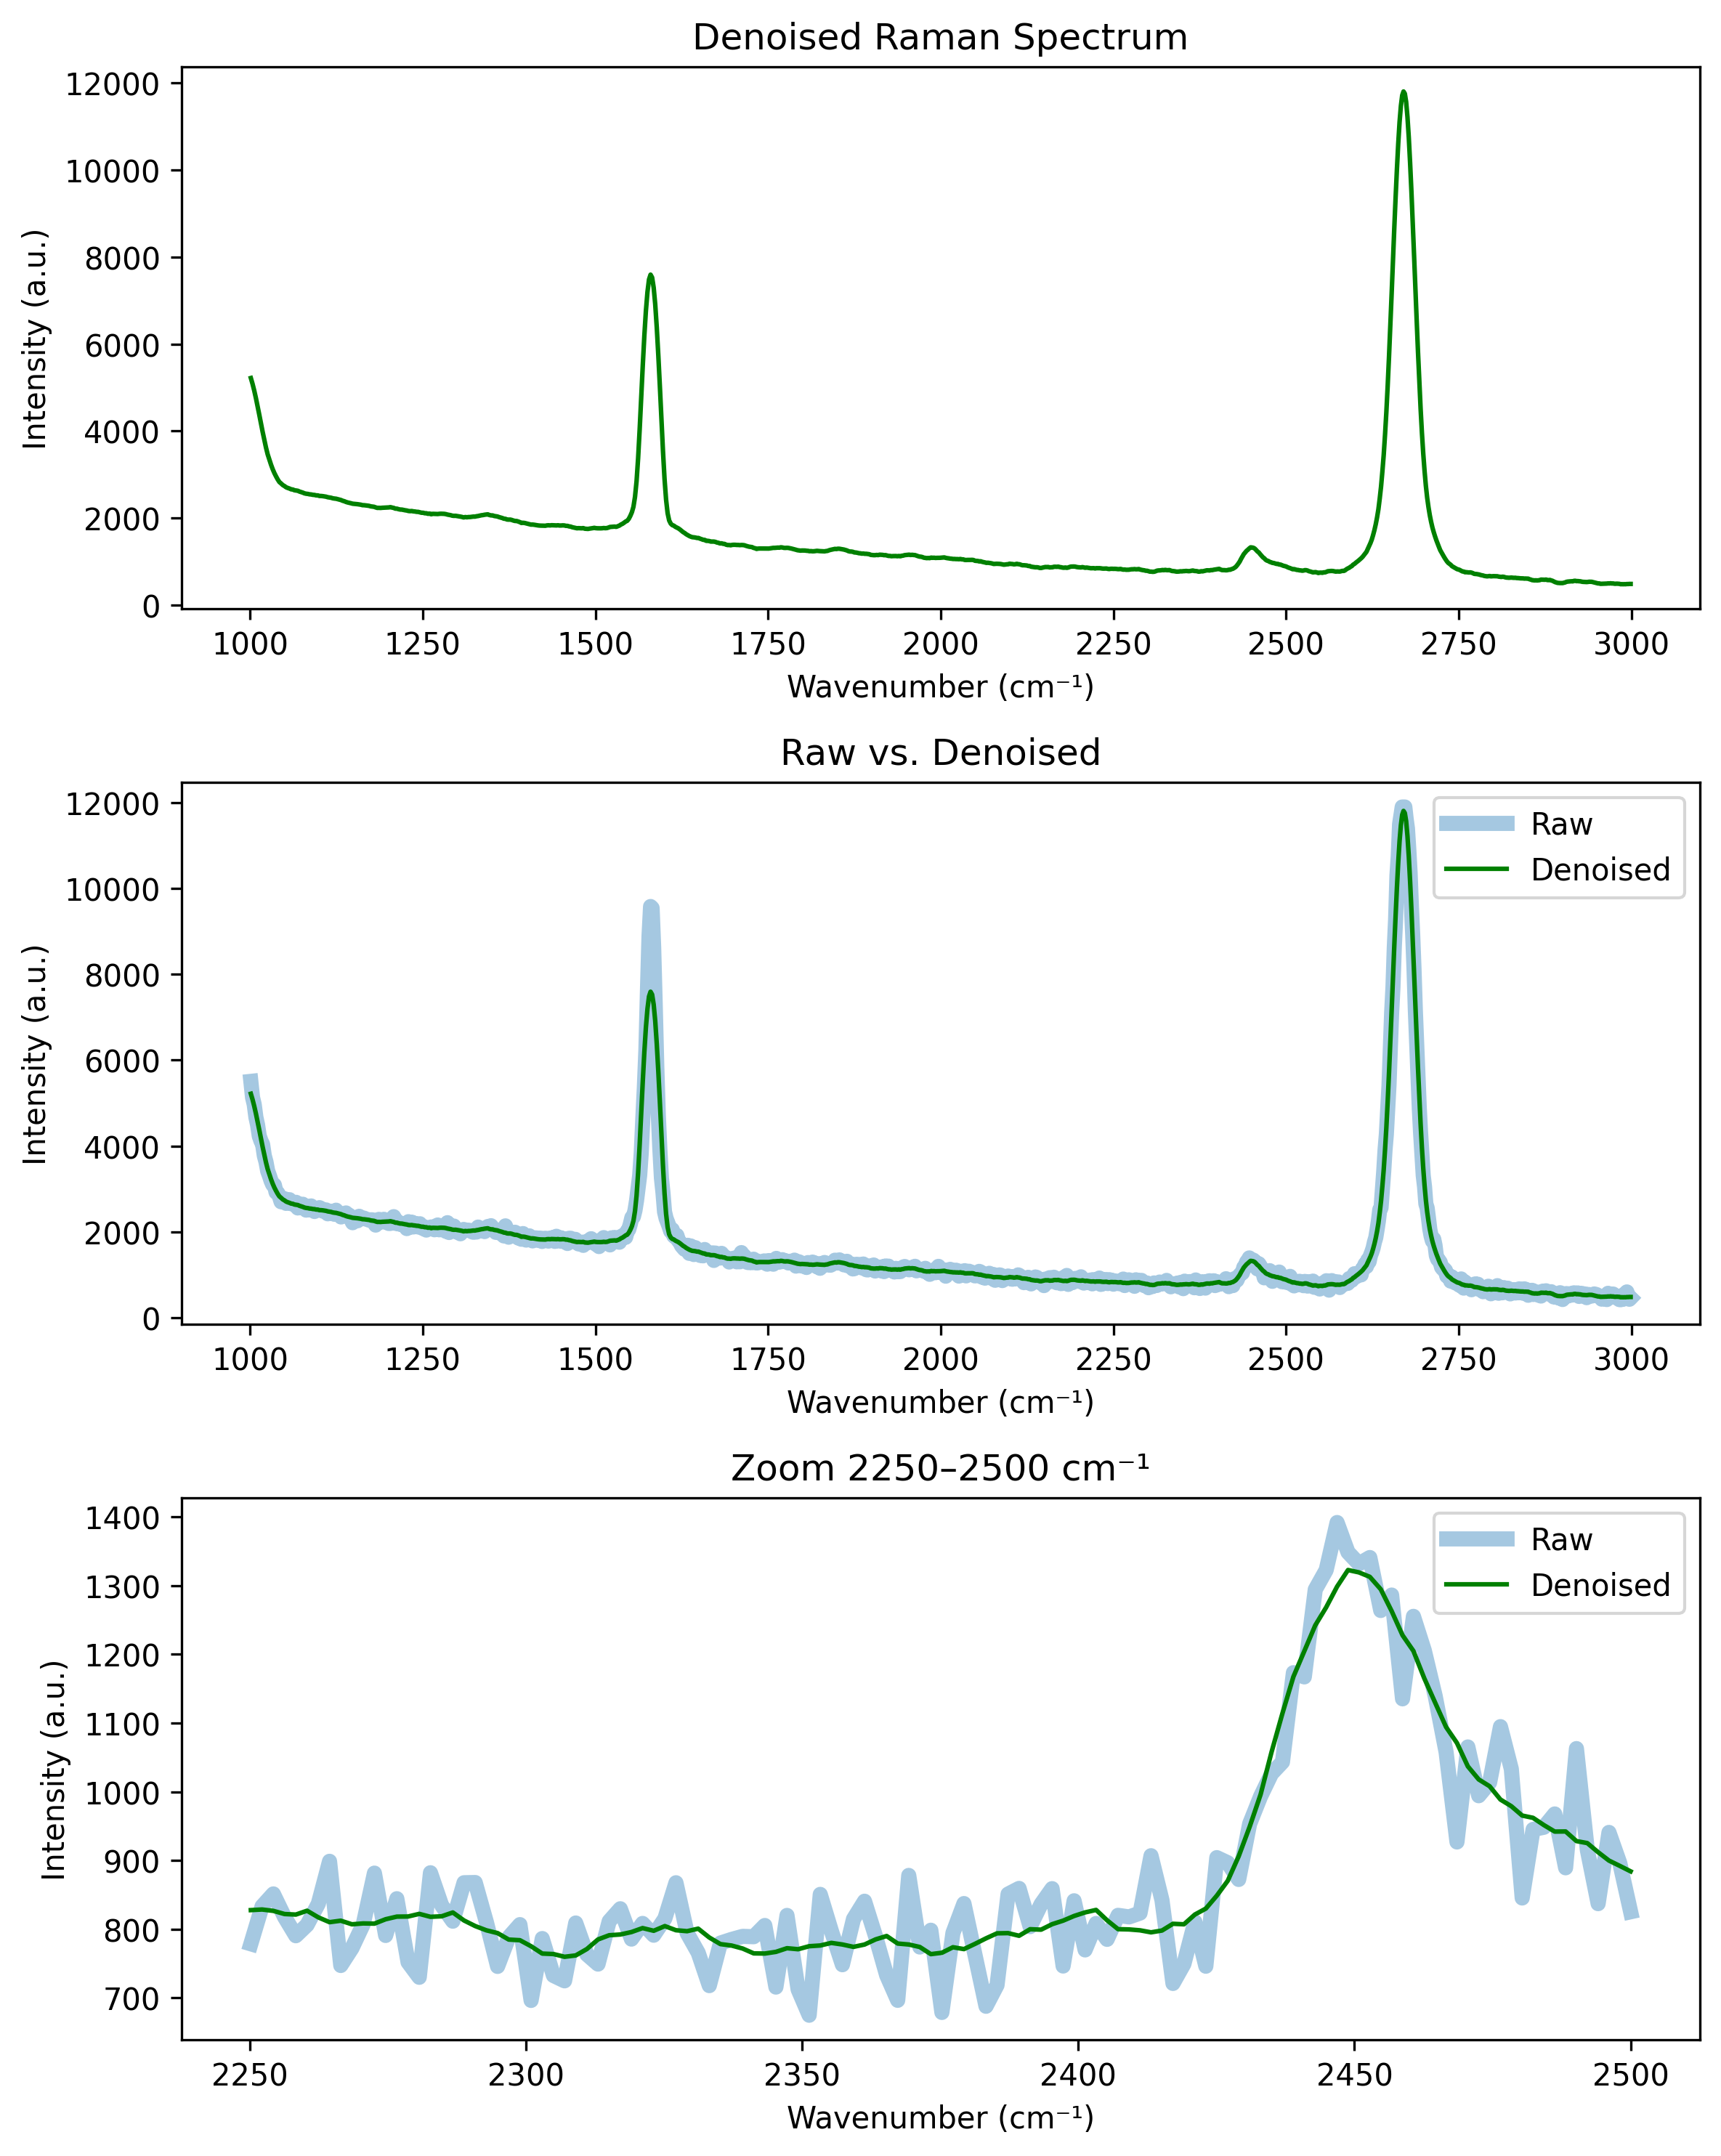 Denoised Raman Spectrum
12000
10000
8000
6000
4000
2000
0
Intensity (a.u.)
1000 1250 1500 1750 2000 2250 2500 2750 3000
Wavenumber (cm⁻¹)
Raw vs. Denoised
12000
10000
8000
6000
4000
2000
0
Intensity (a.u.)
Raw
Denoised
1000 1250 1500 1750 2000 2250 2500 2750 3000
Wavenumber (cm⁻¹)
Zoom 2250–2500 cm⁻¹
1400
1300
1200
1100
1000
900
800
700
Intensity (a.u.)
Raw
Denoised
2250 2300 2350 2400 2450 2500
Wavenumber (cm⁻¹)